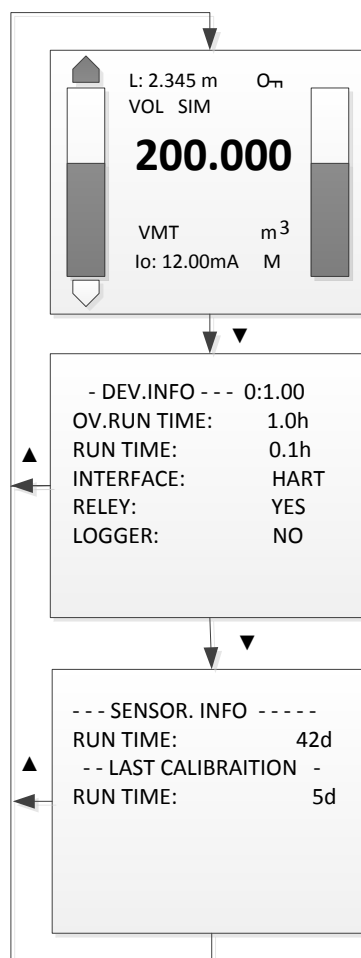 L: 2.345 m
VOL SIM
200.000
VMT m3
Io: 12.00mA M
▼
- DEV.INFO - - - 0:1.00
OV.RUN TIME: 1.0h
▲
RUN TIME: 0.1h
INTERFACE: HART
RELEY: YES
LOGGER: NO
▼
- - - SENSOR. INFO - - - - -
RUN TIME: 42d
▲
- - LAST CALIBRAITION -
RUN TIME: 5d